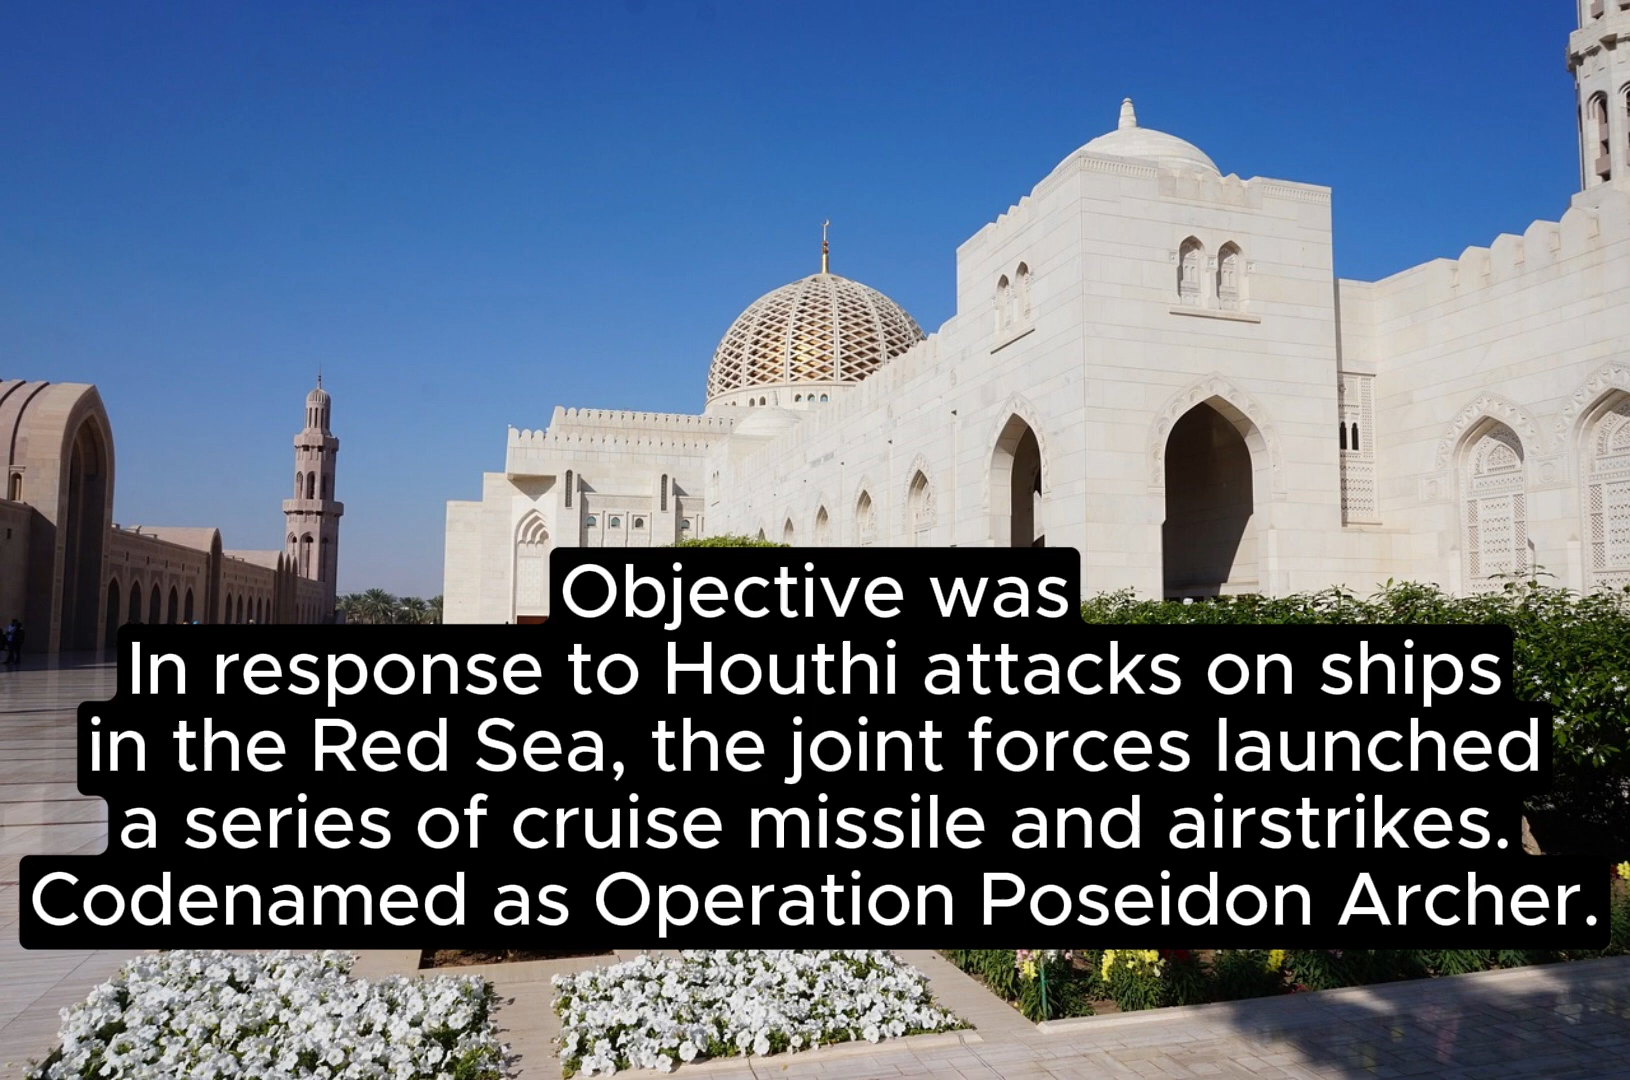 Objective was
In response to Houthi attacks on ships
in the Red Sea, the joint forces launched
a series of cruise missile and airstrikes.
Codenamed as Operation Poseidon Archer.